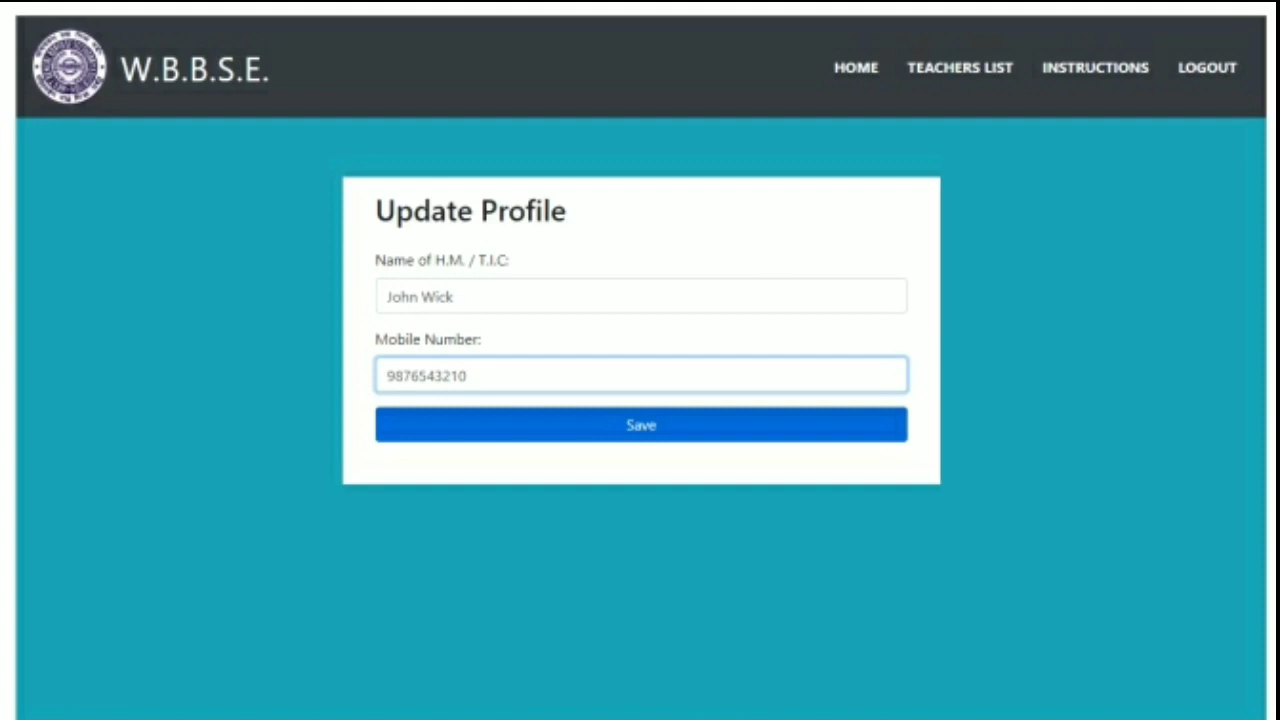 W.B.B.S.E.
HOME TEACHERS LIST INSTRUCTIONS LOGOUT
Update Profile
Name of H.M. / T.I.C:
John Wick
Mobile Number:
9876543210
Save